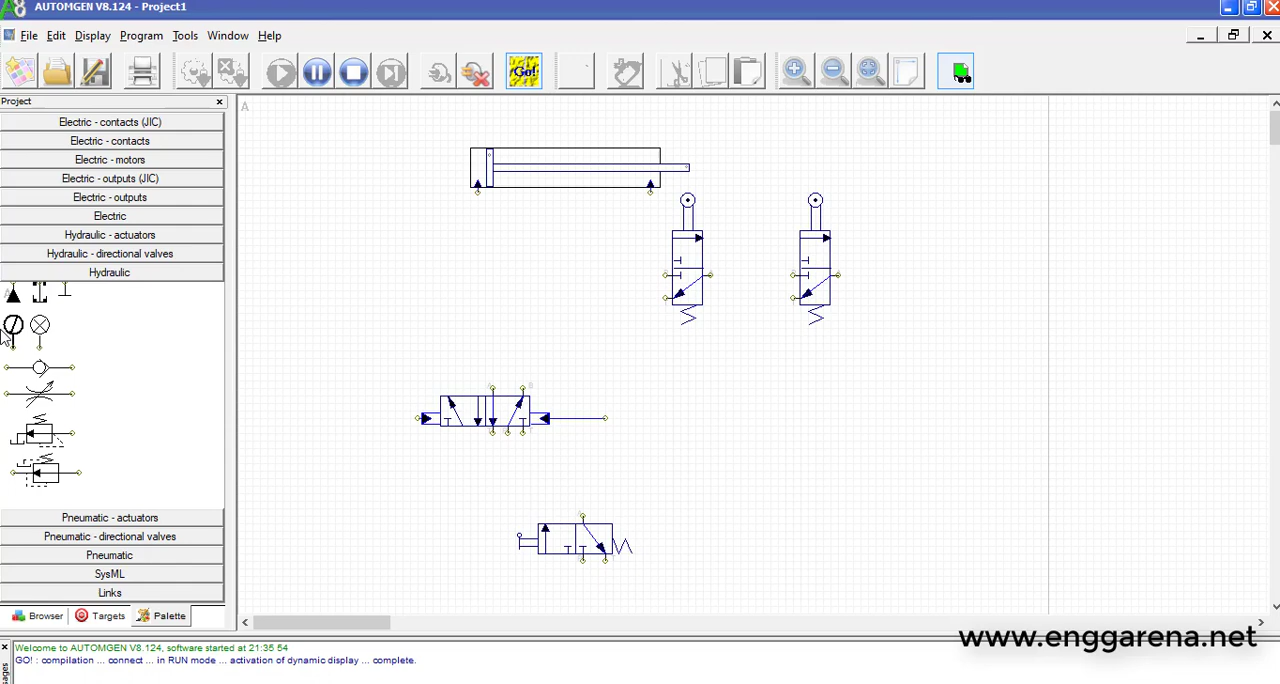 AUTOMGEN V8.124 - Project1
File Edit Display Program Tools Window Help
Go!
Project
Electric - contacts (JIC)
Electric - contacts
Electric - motors
Electric - outputs (JIC)
Electric - outputs
Electric
Hydraulic - actuators
Hydraulic - directional valves
Hydraulic
Pneumatic - actuators
Pneumatic - directional valves
Pneumatic
SysML
Links
Browser Targets Palette
A
Welcome to AUTOMGEN V8.124, software started at 21:35 54
GO! : compilation ... connect ... in RUN mode ... activation of dynamic display ... complete.
www.enggarena.net